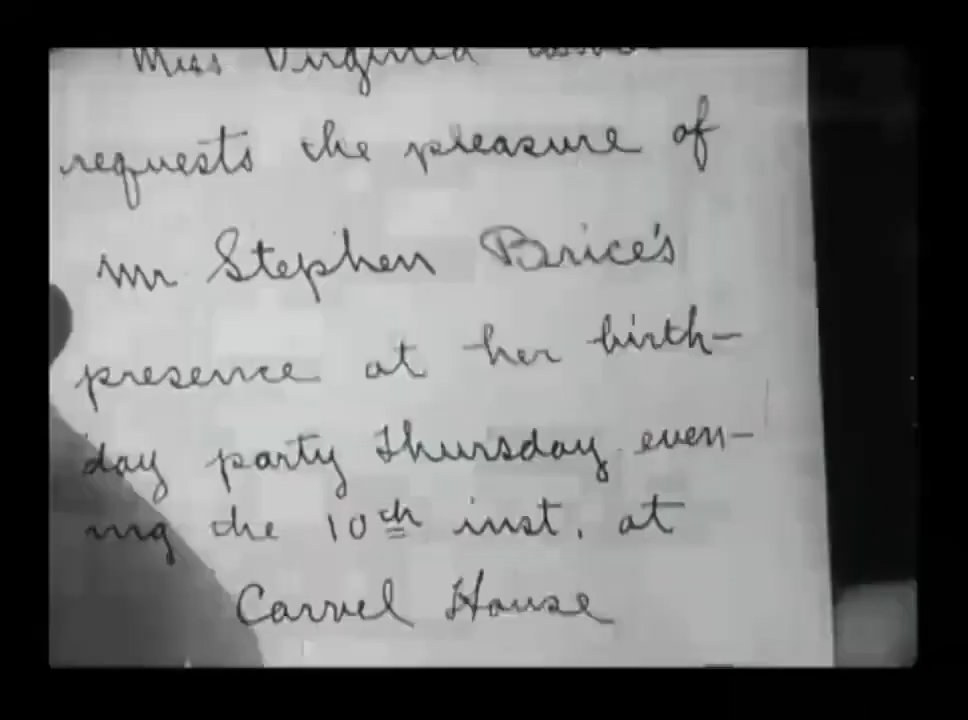 Miss Virginia
requests the pleasure of
Mr Stephen Brice's
presence at her birth-
day party Thursday even-
ing the 10th inst. at
Carvel House